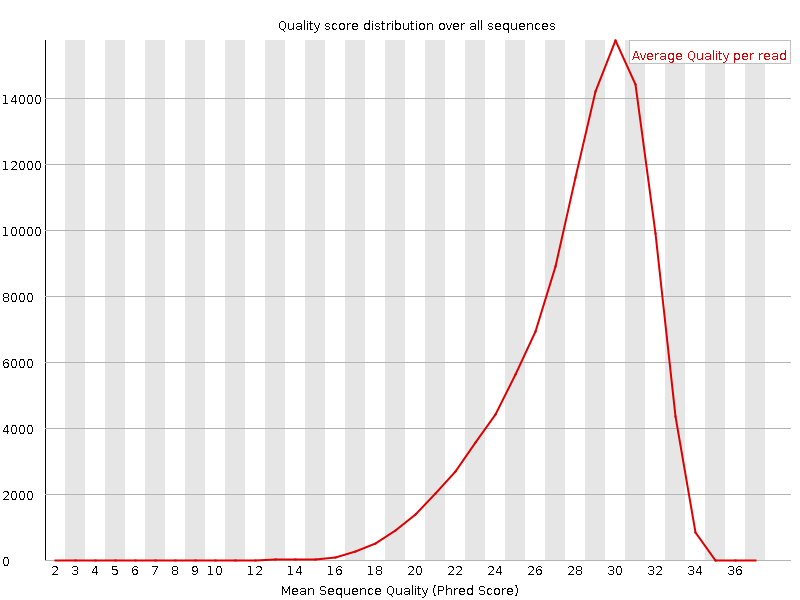 Quality score distribution over all sequences
Average Quality per read
14000
12000
10000
8000
6000
4000
2000
0
2 3 4 5 6 7 8 9 10 12 14 16 18 20 22 24 26 28 30 32 34 36
Mean Sequence Quality (Phred Score)